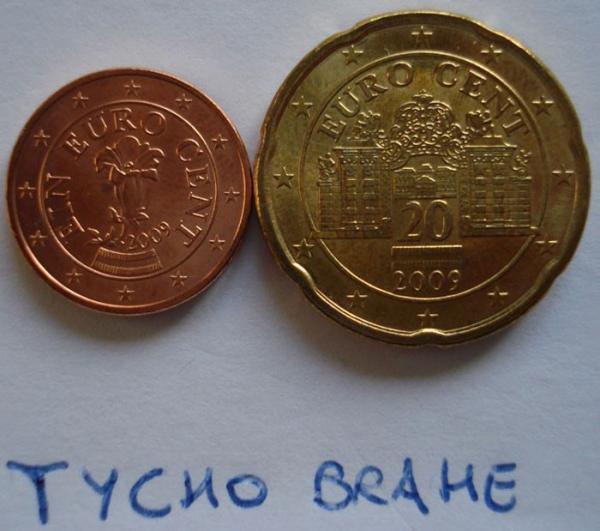 EIN EURO CENT
2009
EURO CENT
20
2009
TYCHO BRAHE